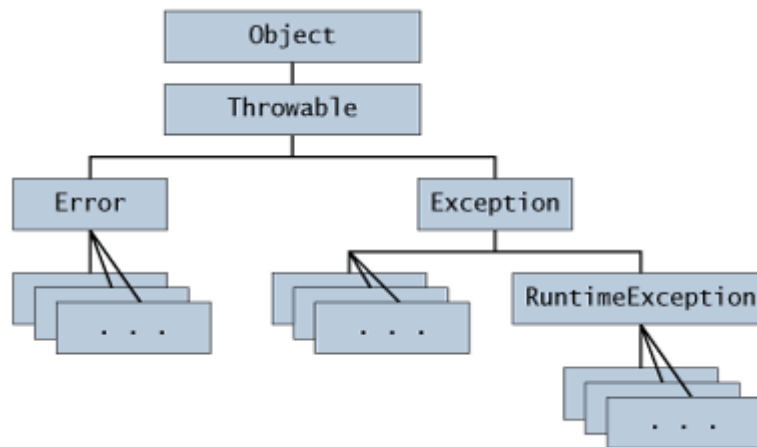 Object
Throwable
Error
Exception
. . .
. . .
RuntimeException
. . .